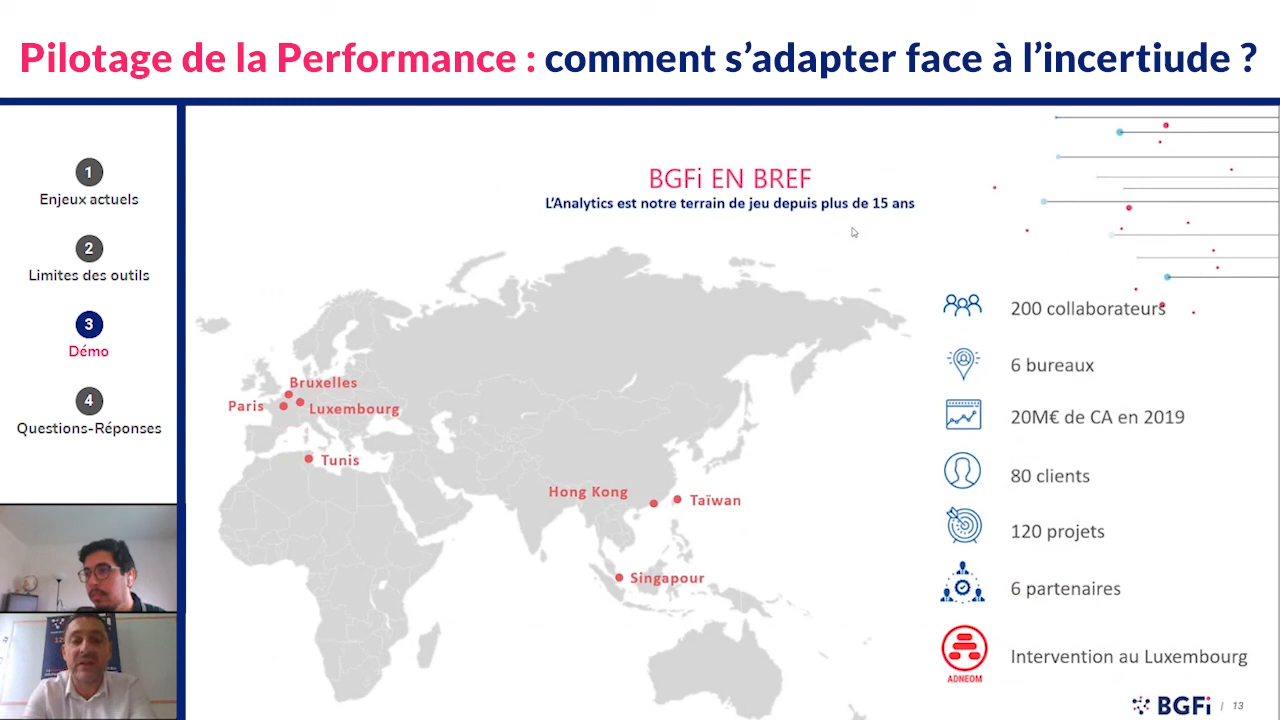 Pilotage de la Performance : comment s’adapter face à l’incertiude ?
1
Enjeux actuels
2
Limites des outils
3
Démo
4
Questions-Réponses
BGFi EN BREF
L’Analytics est notre terrain de jeu depuis plus de 15 ans
Bruxelles
Paris
Luxembourg
Tunis
Hong Kong
Taïwan
Singapour
200 collaborateurs
6 bureaux
20M€ de CA en 2019
80 clients
120 projets
6 partenaires
ADNEOM
Intervention au Luxembourg
BGFi | 13